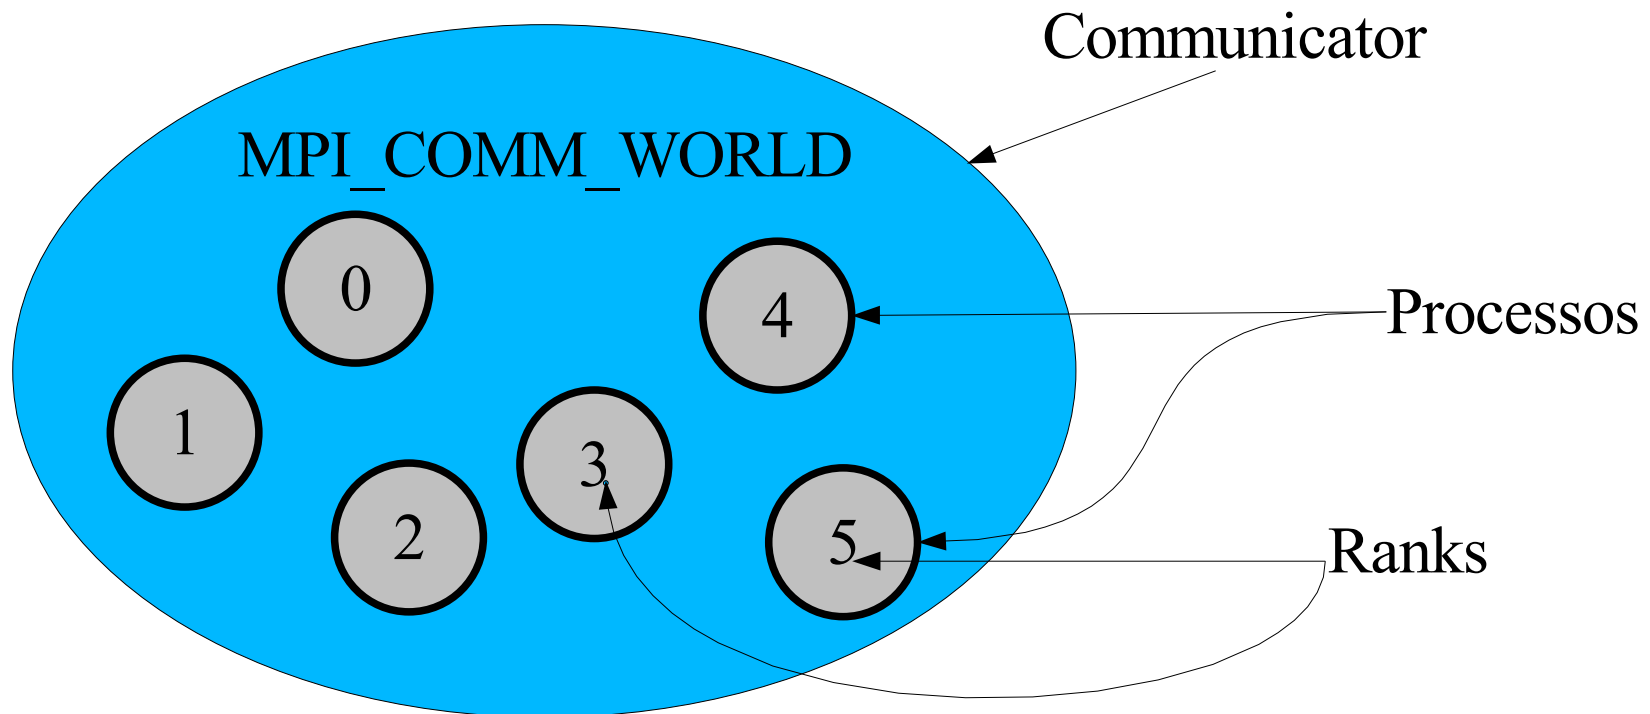 Communicator
MPI_COMM_WORLD
0
4
Processos
1
3
2
5
Ranks